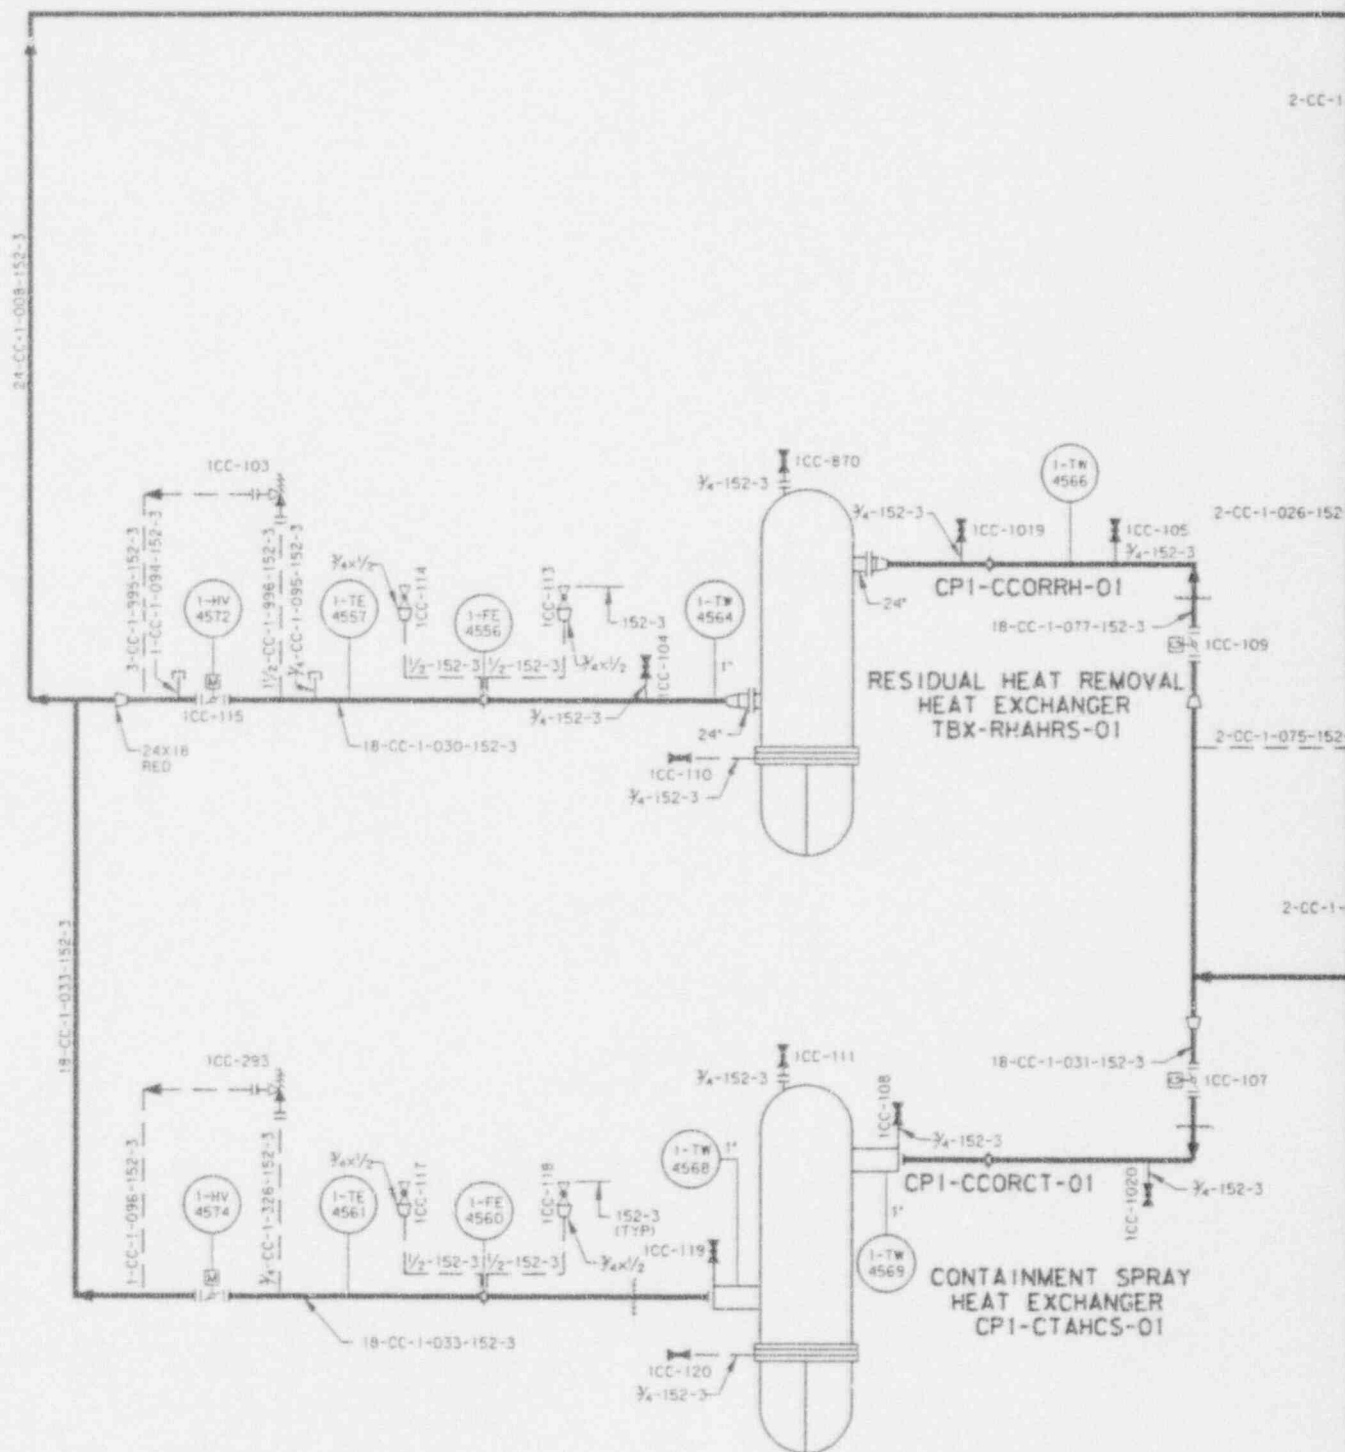 2-CC-1
24-CC-1-008-152-3
1CC-103
3-CC-1-995-152-3
1-CC-1-094-152-3
1-HV
4572
1½-CC-1-996-152-3
¾-CC-1-095-152-3
1-TE
4557
¾x½
1CC-114
1-FE
4556
1CC-113
152-3
¾x½
½-152-3
½-152-3
1CC-104
¾-152-3
1-TW
4564
1"
24"
M
1CC-115
24X18
RED
18-CC-1-030-152-3
1CC-870
¾-152-3
¾-152-3
1CC-1019
1-TW
4566
1CC-105
¾-152-3
2-CC-1-026-152
CP1-CCORRH-01
24"
18-CC-1-077-152-3
1CC-109
RESIDUAL HEAT REMOVAL
HEAT EXCHANGER
TBX-RHAHRS-01
2-CC-1-075-152
1CC-110
¾-152-3
2-CC-1-
18-CC-1-033-152-3
1CC-293
1-CC-1-096-152-3
1-HV
4574
M
¾-CC-1-326-152-3
1-TE
4561
¾x½
1CC-117
1-FE
4560
1CC-118
152-3
(TYP)
¾x½
½-152-3
½-152-3
1CC-119
1-TW
4568
1"
18-CC-1-033-152-3
1CC-111
¾-152-3
1CC-108
¾-152-3
18-CC-1-031-152-3
1CC-107
CP1-CCORCT-01
1CC-1020
¾-152-3
1"
1-TW
4569
CONTAINMENT SPRAY
HEAT EXCHANGER
CP1-CTAHCS-01
1CC-120
¾-152-3